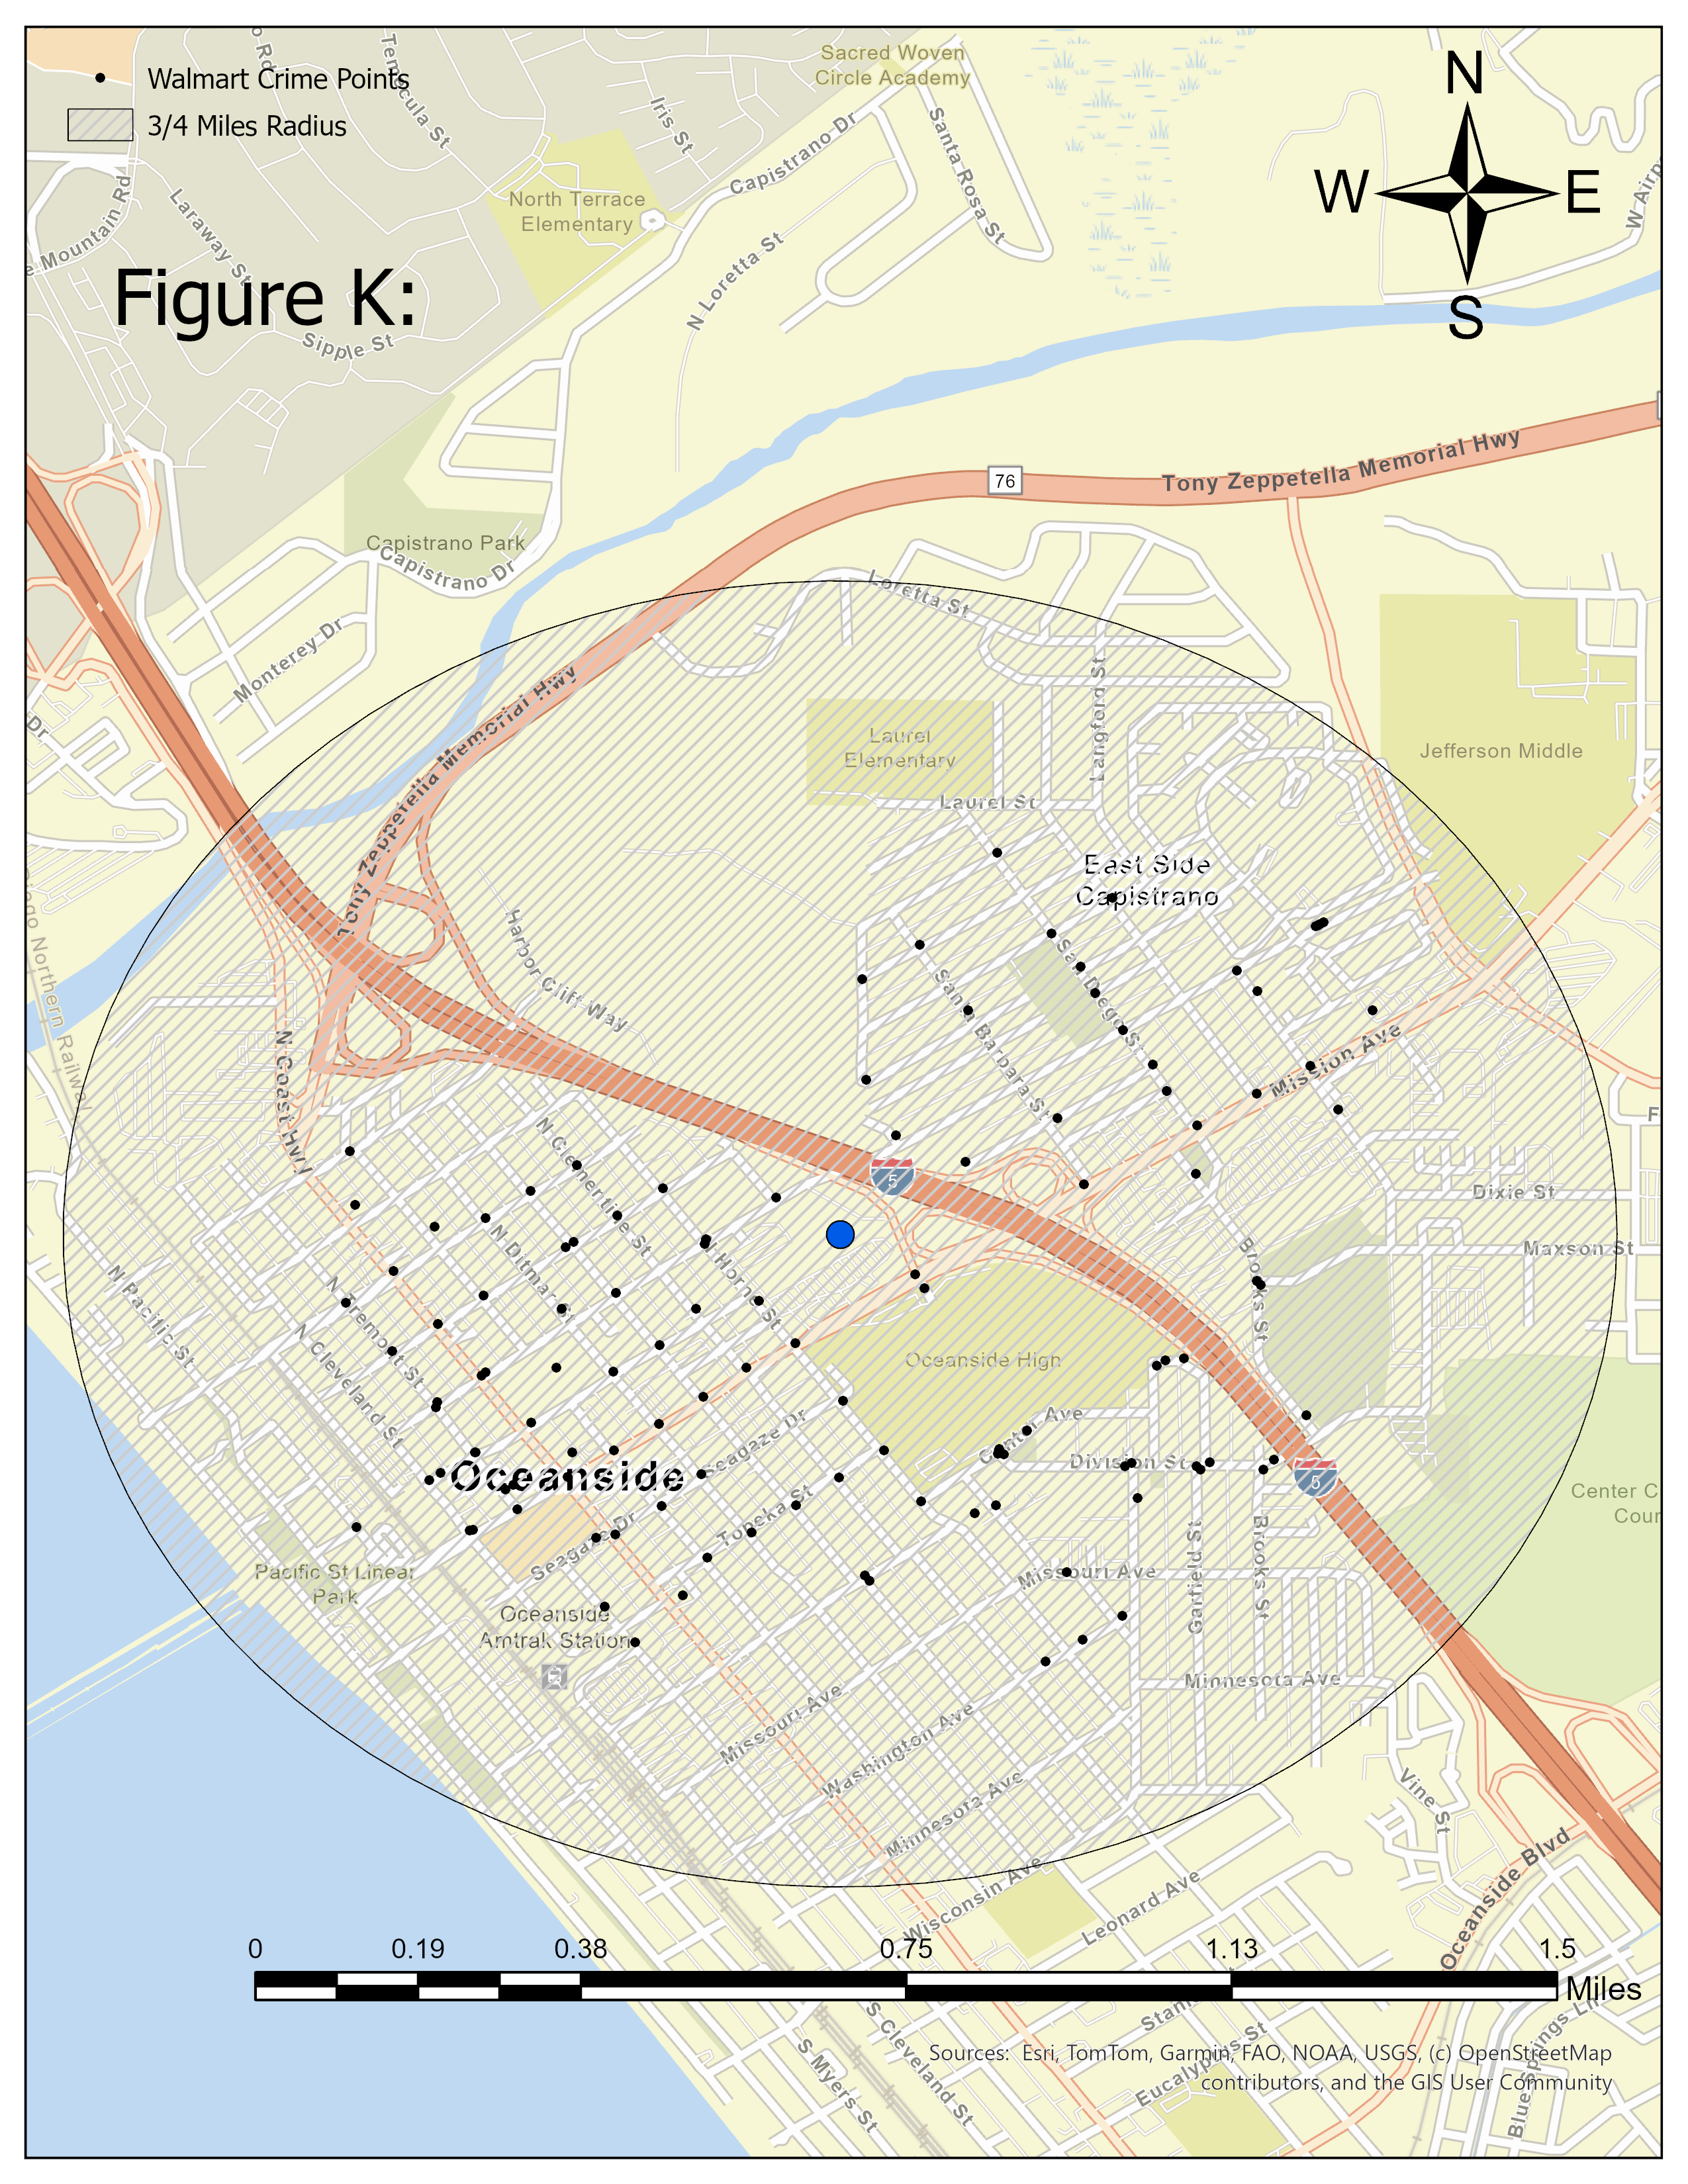 Walmart Crime Points
3/4 Miles Radius
Figure K:
N
W
E
S
Sacred Woven
Circle Academy
Temecula St
Iris St
North Terrace
Elementary
Capistrano Dr
Santa Rosa St
N Loretta St
Laraway St
Sipple St
e Mountain Rd
W Airp
76
Tony Zeppetella Memorial Hwy
Capistrano Park
Capistrano Dr
Monterey Dr
Dr
Loretta St
Tony Zeppetella Memorial Hwy
Langford St
Laurel
Elementary
Laurel St
Jefferson Middle
East Side
Capistrano
Harbor Cliff Way
San Diego St
Santa Barbara St
Mission Ave
iego Northern Railway
N Coast Hwy
N Clementine St
5
Dixie St
Maxson St
F
N Ditmar St
N Horne St
Brooks St
N Pacific St
N Tremont St
N Cleveland St
Oceanside High
Center Ave
Division St
Seagaze Dr
Oceanside
5
Center C
Cour
Topeka St
Seagaze Dr
Pacific St Linear
Park
Missouri Ave
Garfield St
Brooks St
Oceanside
Amtrak Station
Minnesota Ave
Missouri Ave
Washington Ave
Minnesota Ave
Vine St
Wisconsin Ave
Leonard Ave
Oceanside Blvd
0
0.19
0.38
0.75
1.13
1.5
Miles
S Myers St
S Cleveland St
Eucalyptus St
Sources: Esri, TomTom, Garmin, FAO, NOAA, USGS, (c) OpenStreetMap
contributors, and the GIS User Community